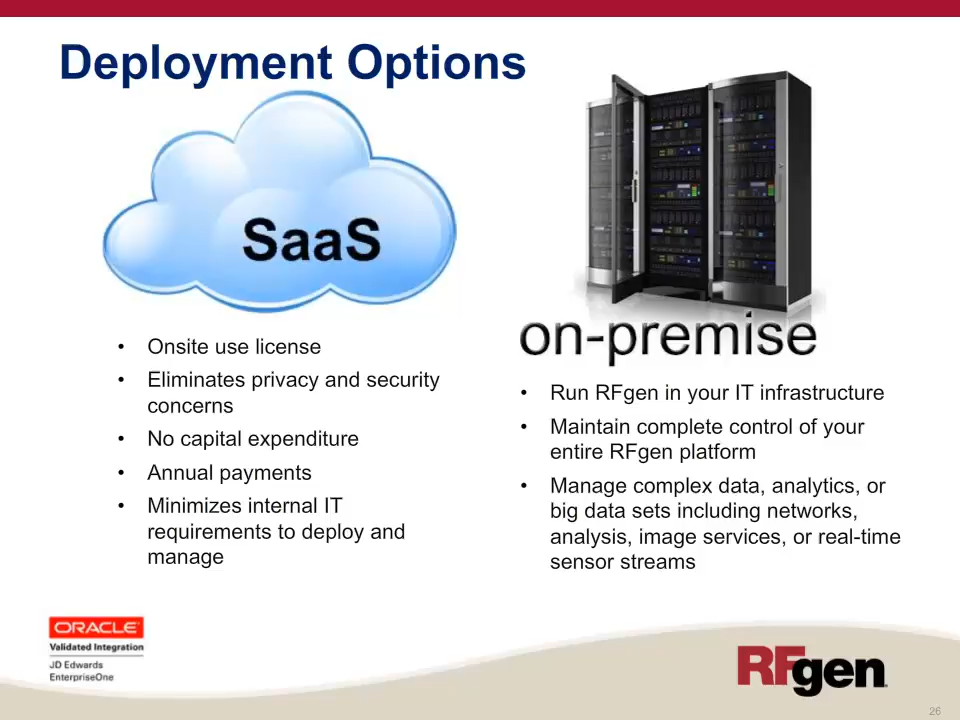 Deployment Options
SaaS
• Onsite use license
• Eliminates privacy and security
concerns
• No capital expenditure
• Annual payments
• Minimizes internal IT
requirements to deploy and
manage
on-premise
• Run RFgen in your IT infrastructure
• Maintain complete control of your
entire RFgen platform
• Manage complex data, analytics, or
big data sets including networks,
analysis, image services, or real-time
sensor streams
ORACLE
Validated Integration
JD Edwards
EnterpriseOne
RFgen
26